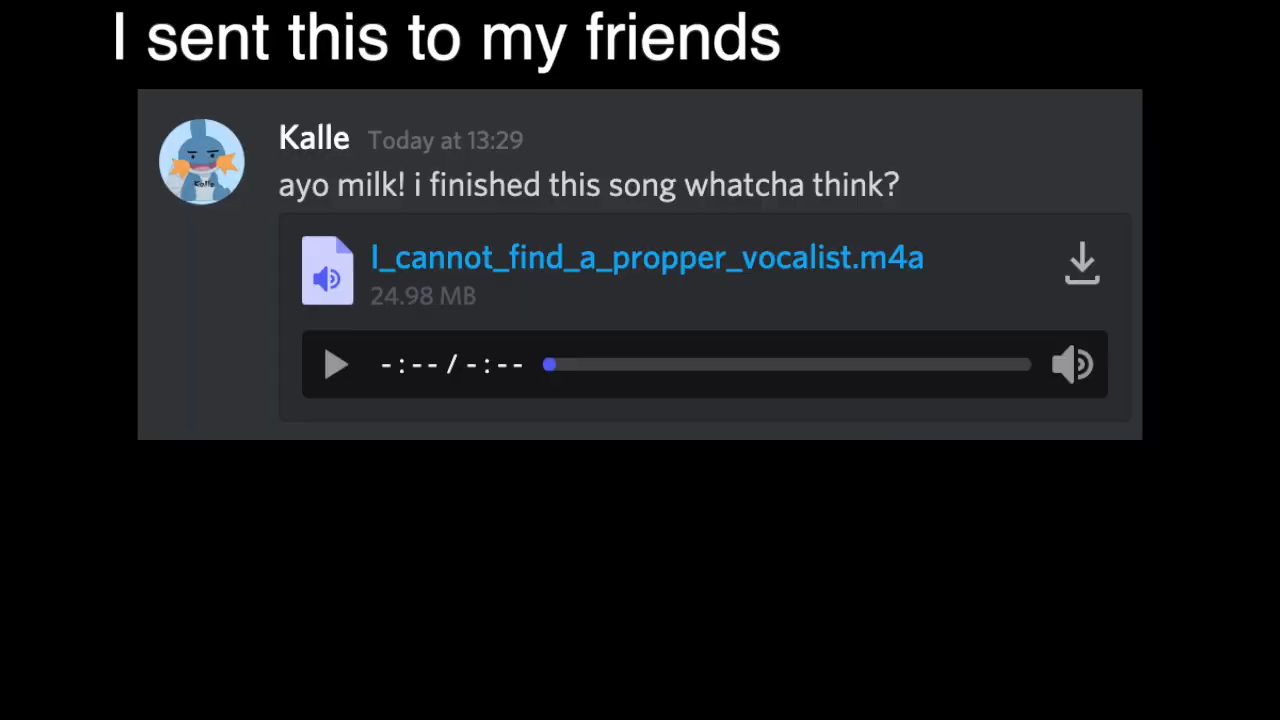 I sent this to my friends
Kalle Today at 13:29
ayo milk! i finished this song whatcha think?
I_cannot_find_a_propper_vocalist.m4a
24.98 MB
-:-- / -:--
Kalle